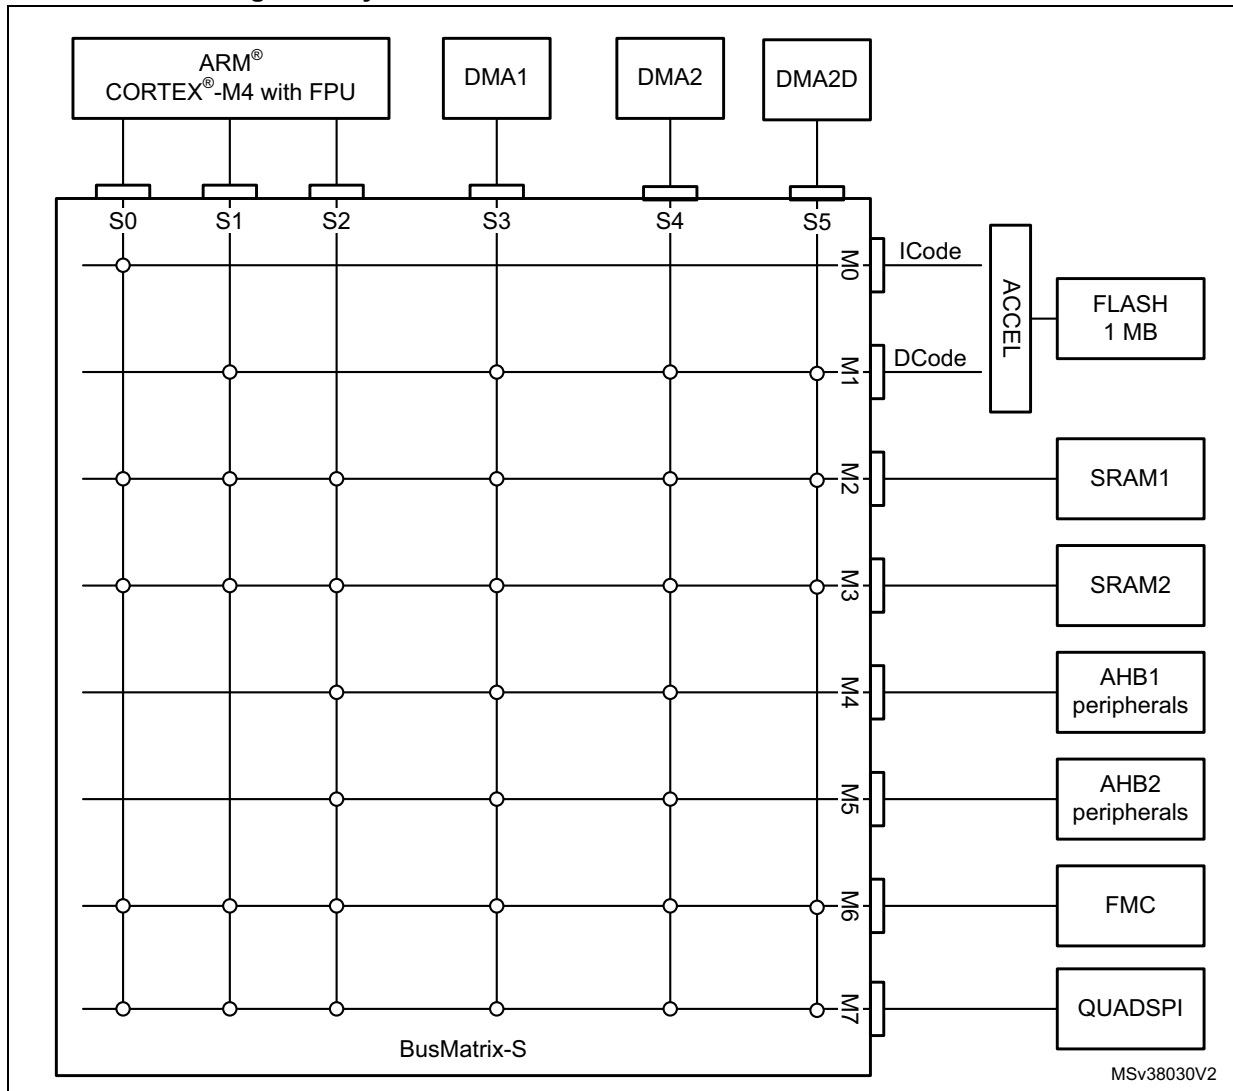 ARM®
CORTEX®-M4 with FPU
DMA1
DMA2
DMA2D
S0
S1
S2
S3
S4
S5
M0
ICode
ACCEL
FLASH
1 MB
M1
DCode
M2
SRAM1
M3
SRAM2
M4
AHB1
peripherals
M5
AHB2
peripherals
M6
FMC
M7
QUADSPI
BusMatrix-S
MSv38030V2